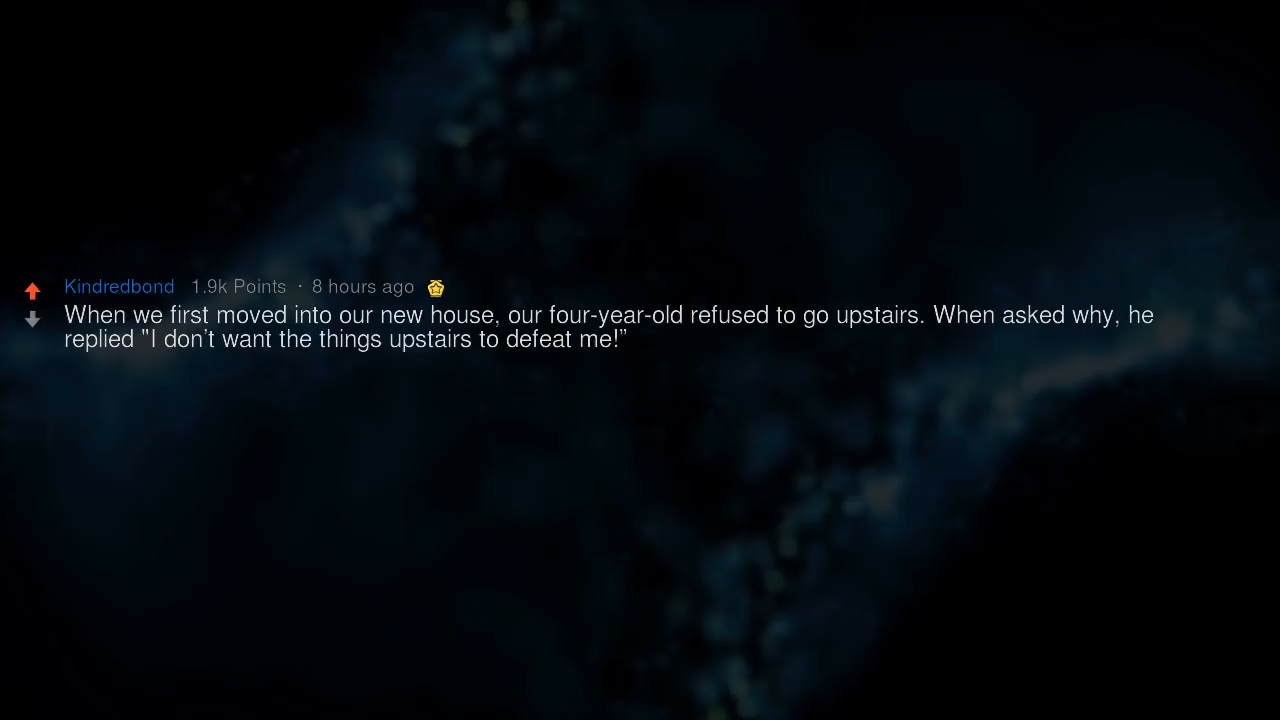 Kindredbond 1.9k Points · 8 hours ago
When we first moved into our new house, our four-year-old refused to go upstairs. When asked why, he
replied "I don’t want the things upstairs to defeat me!”